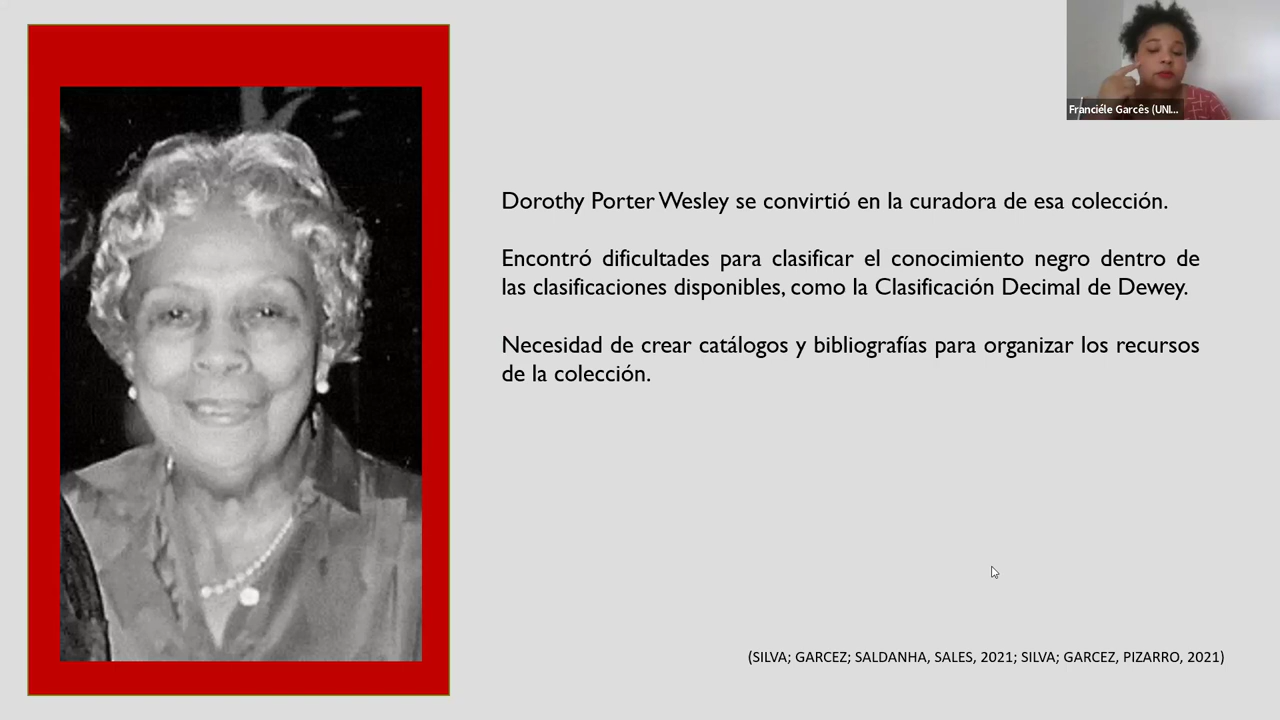 Franciéle Garcês (UNI...
Dorothy Porter Wesley se convirtió en la curadora de esa colección.
Encontró dificultades para clasificar el conocimiento negro dentro de
las clasificaciones disponibles, como la Clasificación Decimal de Dewey.
Necesidad de crear catálogos y bibliografías para organizar los recursos
de la colección.
(SILVA; GARCEZ; SALDANHA, SALES, 2021; SILVA; GARCEZ, PIZARRO, 2021)